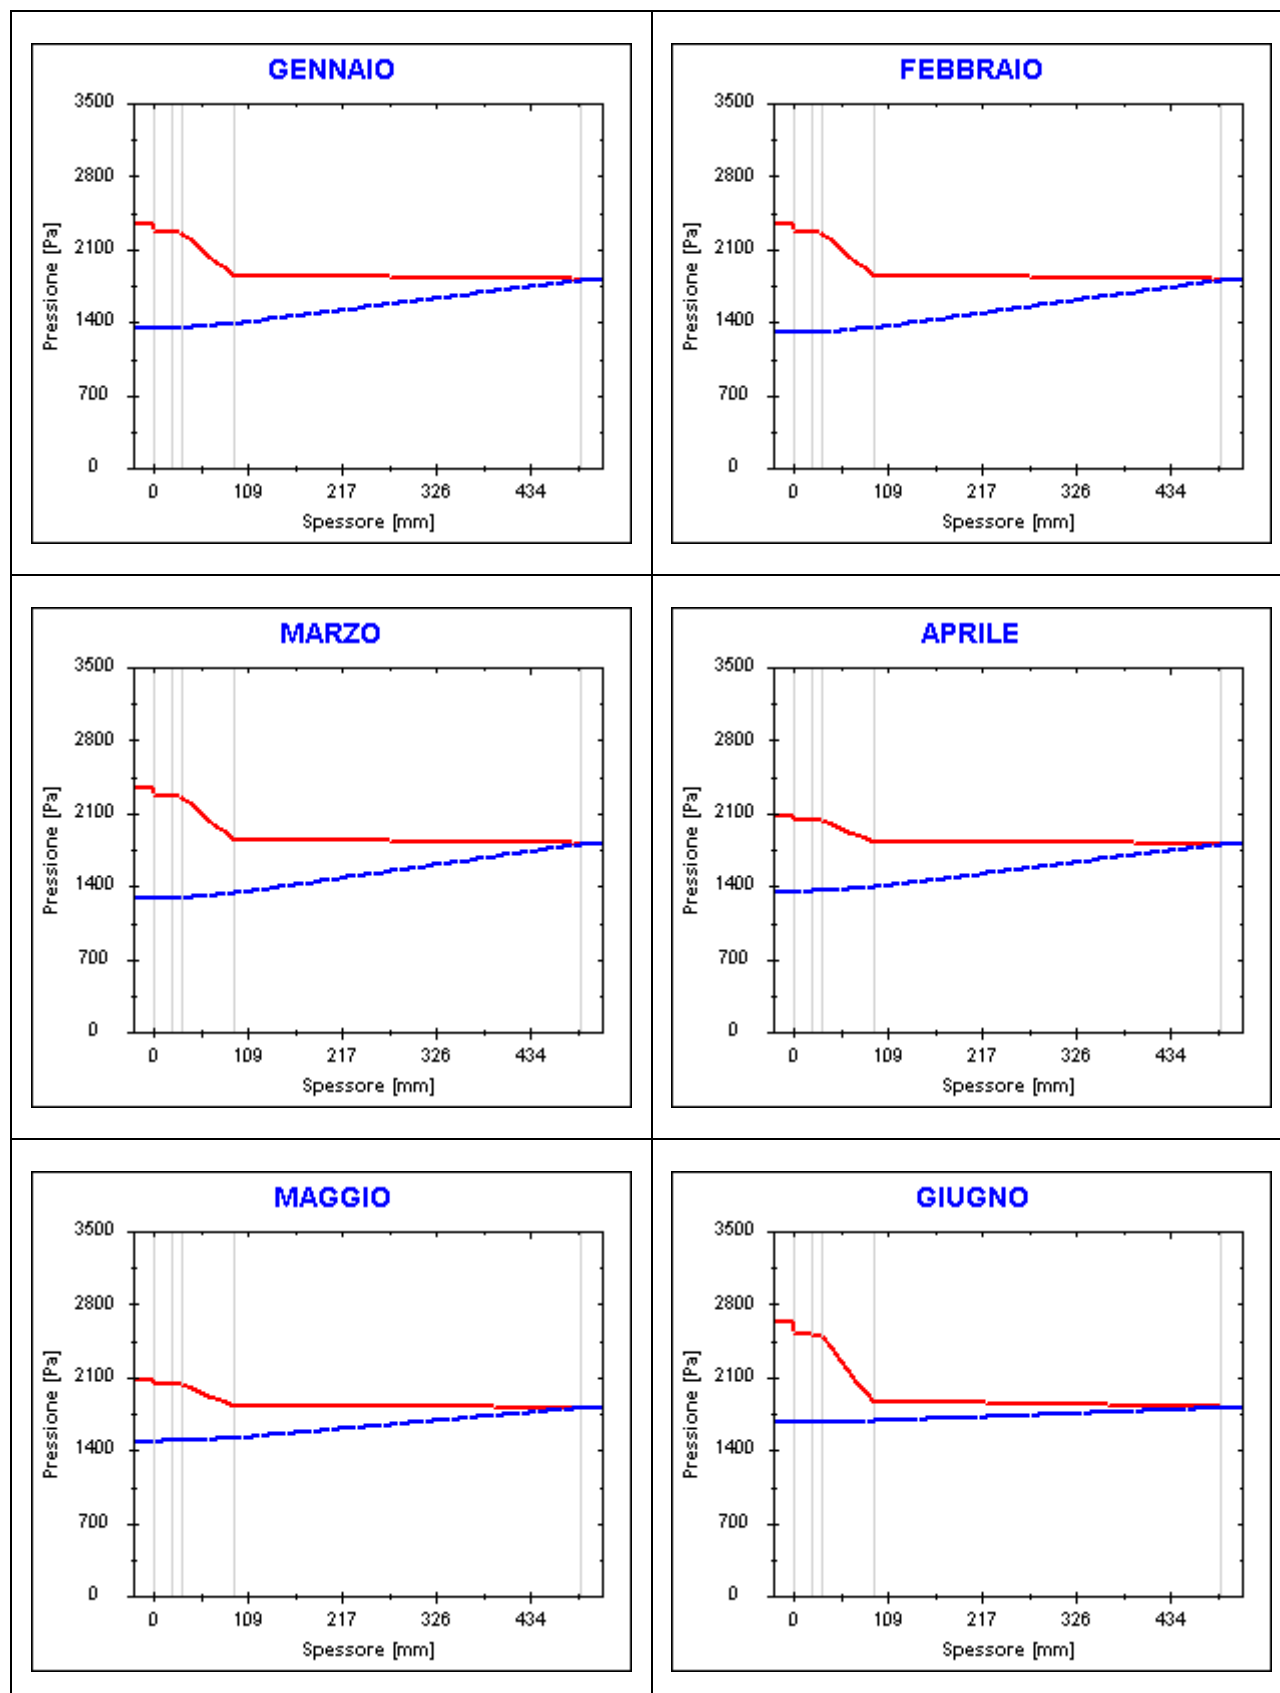 GENNAIO
3500
2800
2100
1400
700
0
Pressione [Pa]
0 109 217 326 434
Spessore [mm]
FEBBRAIO
3500
2800
2100
1400
700
0
Pressione [Pa]
0 109 217 326 434
Spessore [mm]
MARZO
3500
2800
2100
1400
700
0
Pressione [Pa]
0 109 217 326 434
Spessore [mm]
APRILE
3500
2800
2100
1400
700
0
Pressione [Pa]
0 109 217 326 434
Spessore [mm]
MAGGIO
3500
2800
2100
1400
700
0
Pressione [Pa]
0 109 217 326 434
Spessore [mm]
GIUGNO
3500
2800
2100
1400
700
0
Pressione [Pa]
0 109 217 326 434
Spessore [mm]